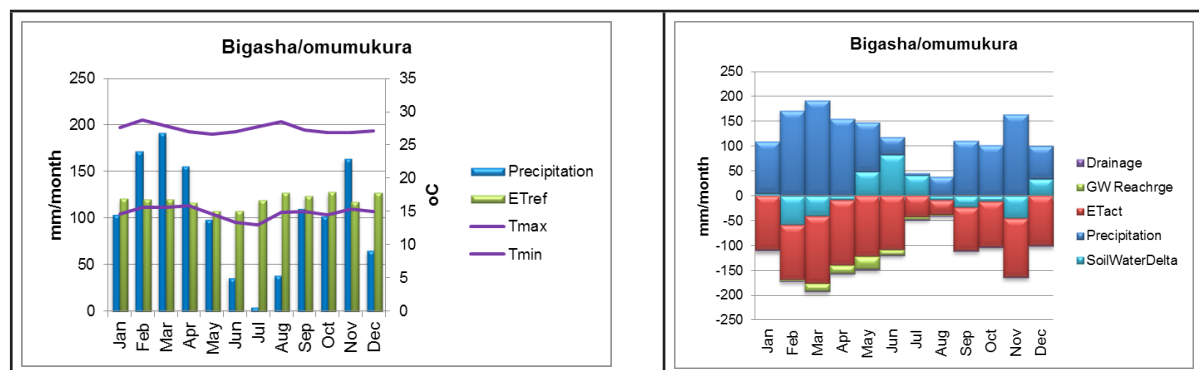 Bigasha/omumukura
250
200
150
100
50
0
mm/month
35
30
25
20
15
10
5
0
oC
Jan Feb Mar Apr May Jun Jul Aug Sep Oct Nov Dec
Precipitation
ETref
Tmax
Tmin
Bigasha/omumukura
250
200
150
100
50
0
-50
-100
-150
-200
-250
mm/month
Jan Feb Mar Apr May Jun Jul Aug Sep Oct Nov Dec
Drainage
GW Reachrge
ETact
Precipitation
SoilWaterDelta